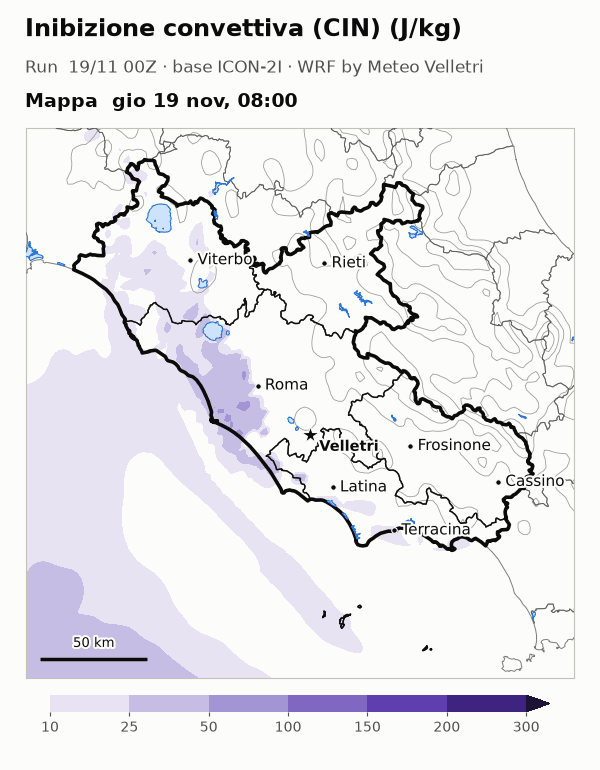 Inibizione convettiva (CIN) (J/kg)
Run  19/11 00Z · base ICON-2I · WRF by Meteo Velletri
Mappa  gio 19 nov, 08:00
Viterbo
Rieti
Roma
Velletri
Frosinone
Cassino
Latina
Terracina
50 km
10 25 50 100 150 200 300